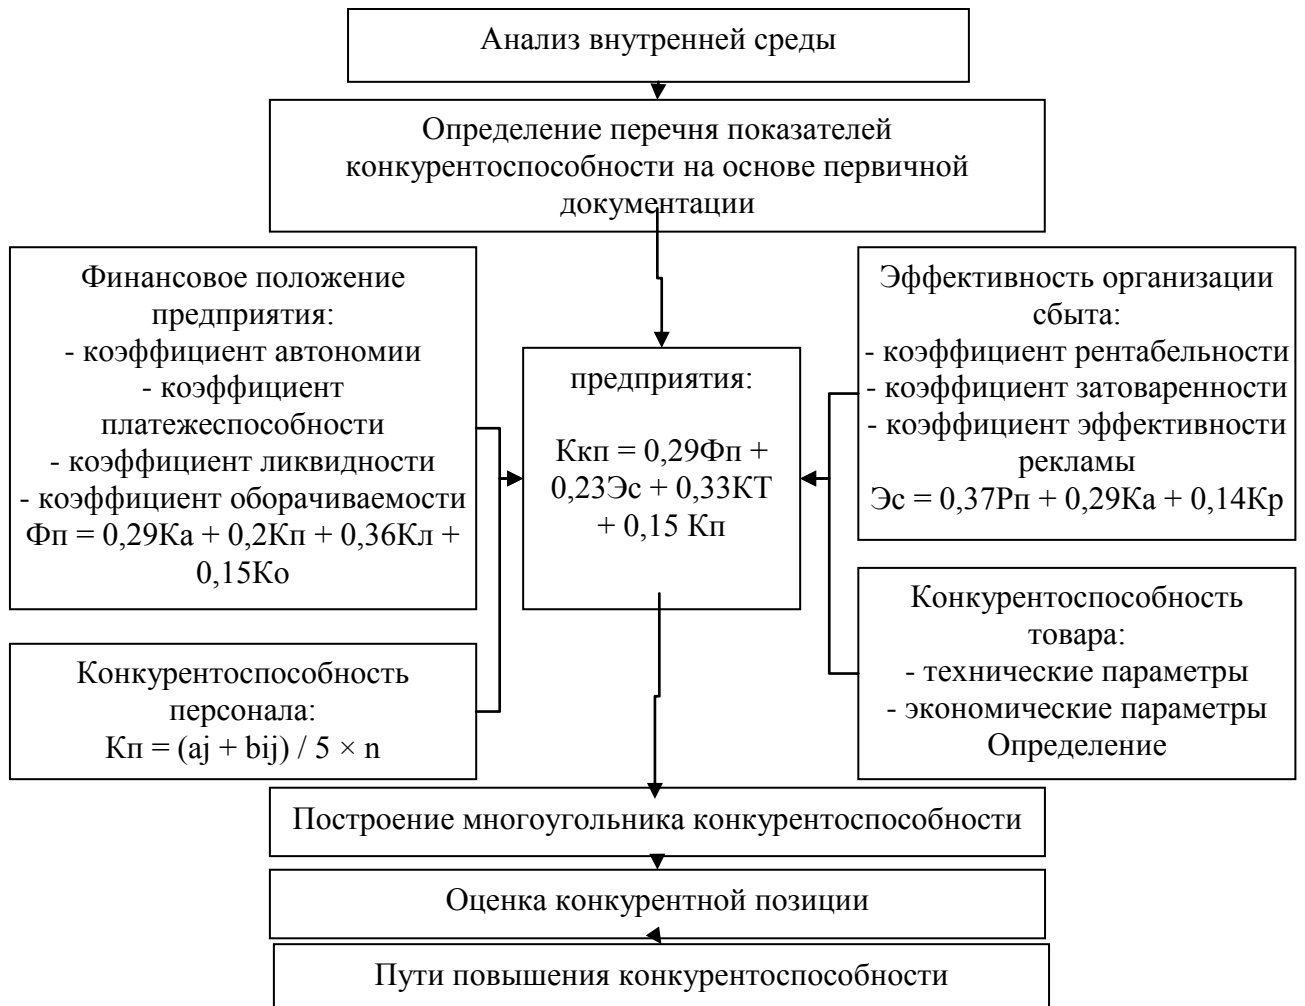 Анализ внутренней среды
Определение перечня показателей
конкурентоспособности на основе первичной
документации
Финансовое положение
предприятия:
- коэффициент автономии
- коэффициент
платежеспособности
- коэффициент ликвидности
- коэффициент оборачиваемости
Фп = 0,29Ка + 0,2Кп + 0,36Кл +
0,15Ко
Конкурентоспособность
персонала:
Кп = (aj + bij) / 5 × n
предприятия:
Ккп = 0,29Фп +
0,23Эс + 0,33КТ
+ 0,15 Кп
Эффективность организации
сбыта:
- коэффициент рентабельности
- коэффициент затоваренности
- коэффициент эффективности
рекламы
Эс = 0,37Рп + 0,29Ка + 0,14Кр
Конкурентоспособность
товара:
- технические параметры
- экономические параметры
Определение
Построение многоугольника конкурентоспособности
Оценка конкурентной позиции
Пути повышения конкурентоспособности